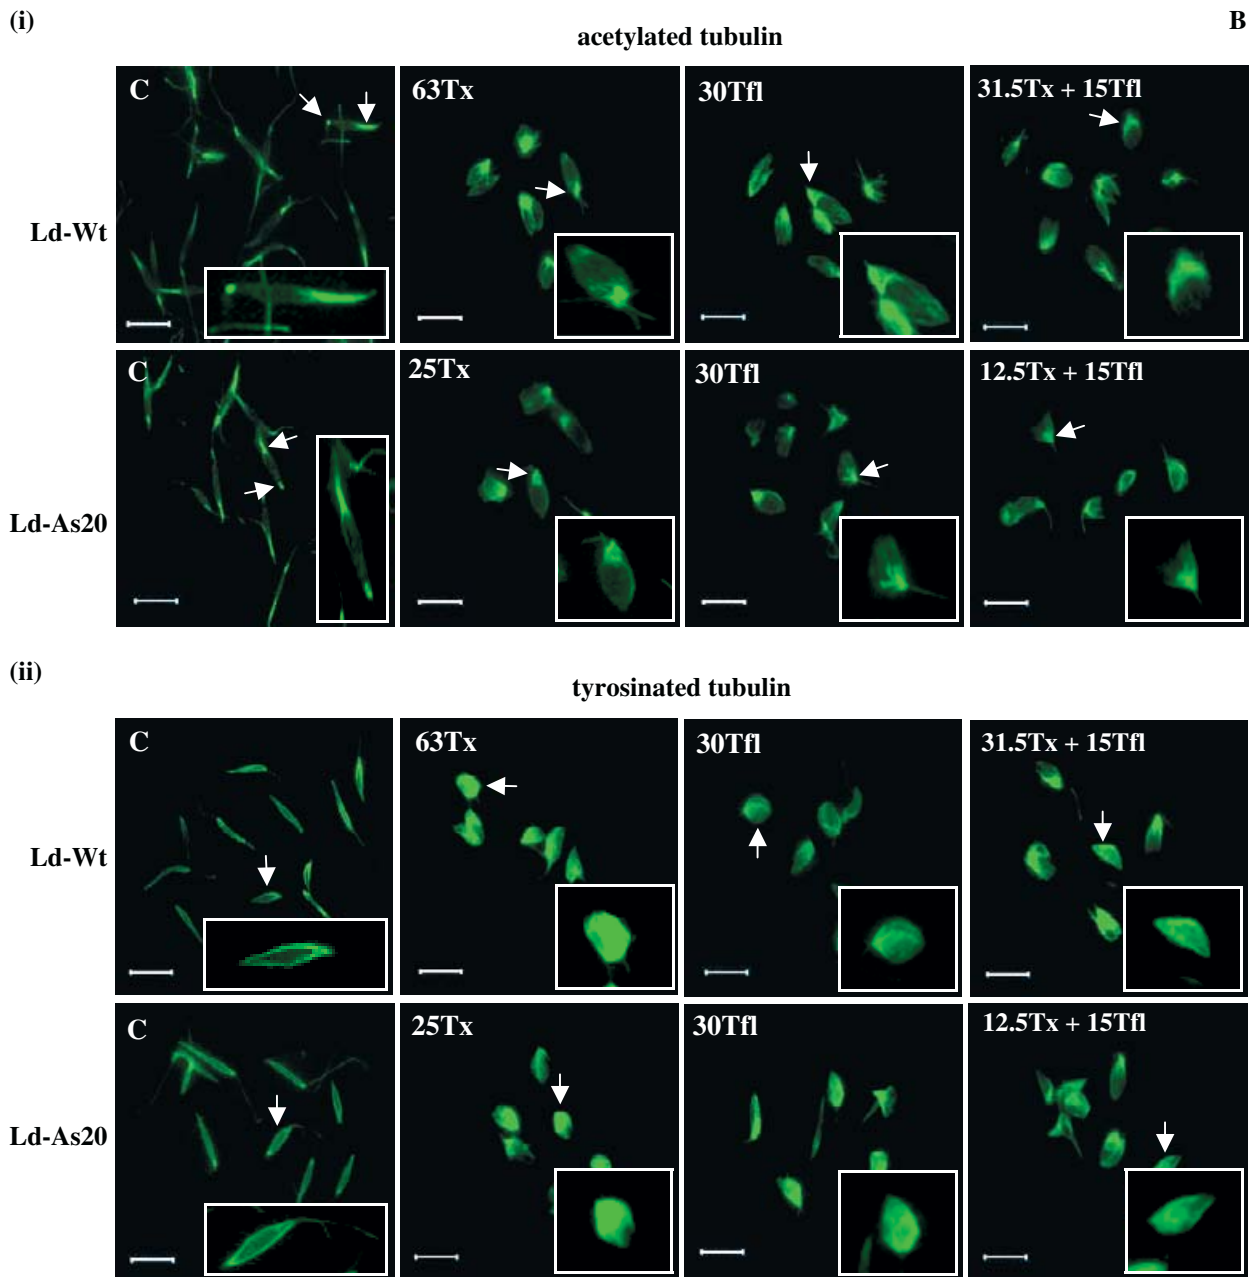 (i)
B
acetylated tubulin
Ld-Wt
C
63Tx
30Tfl
31.5Tx + 15Tfl
Ld-As20
C
25Tx
30Tfl
12.5Tx + 15Tfl
(ii)
tyrosinated tubulin
Ld-Wt
C
63Tx
30Tfl
31.5Tx + 15Tfl
Ld-As20
C
25Tx
30Tfl
12.5Tx + 15Tfl